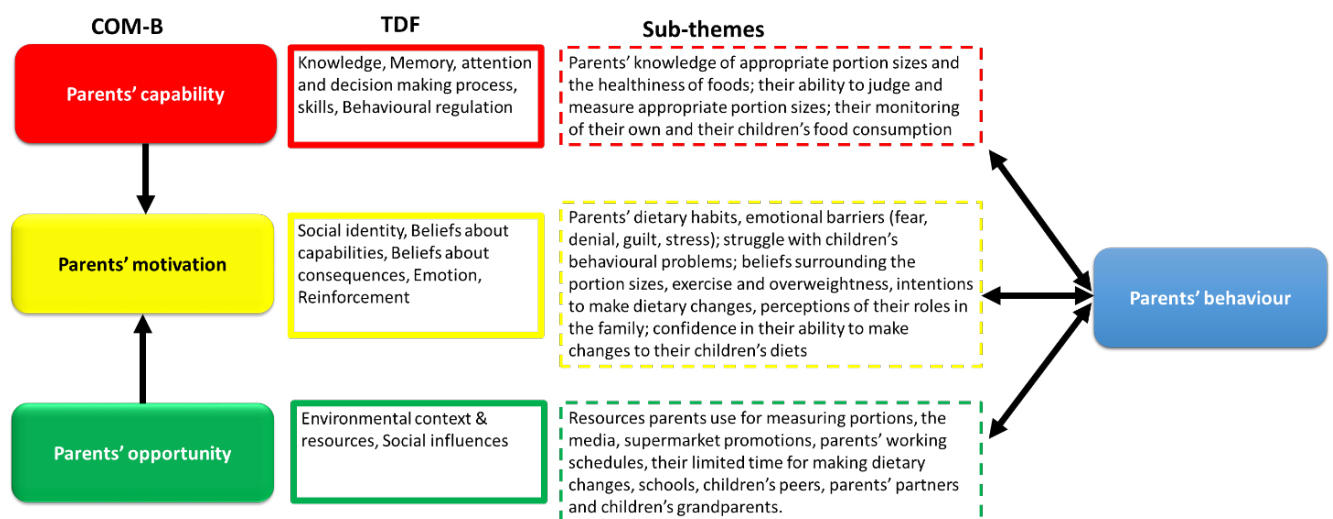 COM-B
TDF
Sub-themes
Parents' capability
Knowledge, Memory, attention
and decision making process,
skills, Behavioural regulation
Parents' knowledge of appropriate portion sizes and
the healthiness of foods; their ability to judge and
measure appropriate portion sizes; their monitoring
of their own and their children's food consumption
Parents' motivation
Social identity, Beliefs about
capabilities, Beliefs about
consequences, Emotion,
Reinforcement
Parents' dietary habits, emotional barriers (fear,
denial, guilt, stress); struggle with children's
behavioural problems; beliefs surrounding the
portion sizes, exercise and overweightness, intentions
to make dietary changes, perceptions of their roles in
the family; confidence in their ability to make
changes to their children's diets
Parents' behaviour
Parents' opportunity
Environmental context &
resources, Social influences
Resources parents use for measuring portions, the
media, supermarket promotions, parents' working
schedules, their limited time for making dietary
changes, schools, children's peers, parents' partners
and children's grandparents.